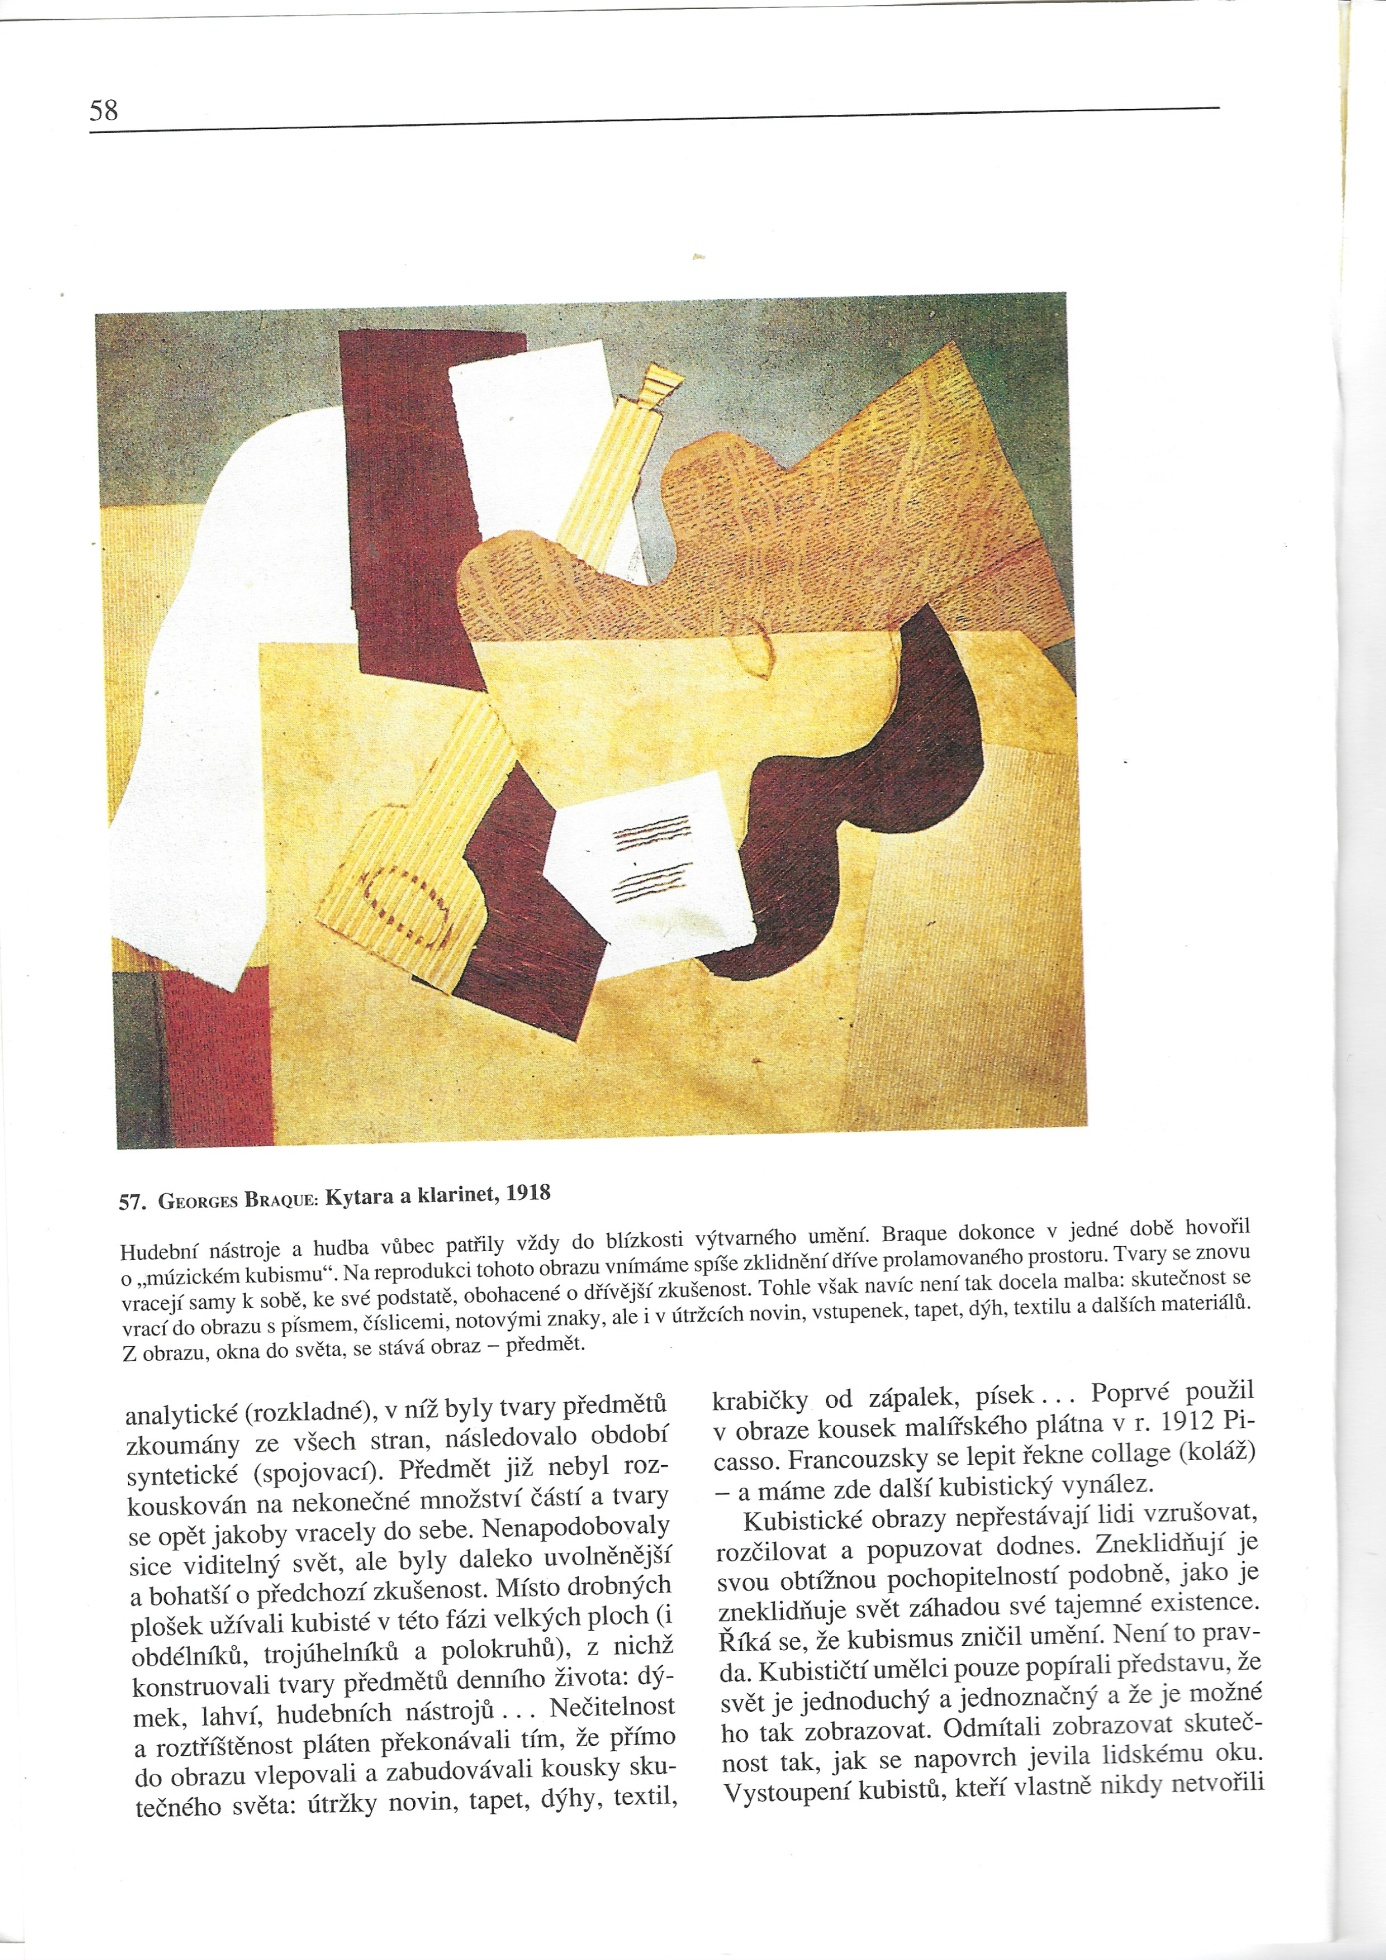 58
57. GEORGES BRAQUE: Kytara a klarinet, 1918
Hudební nástroje a hudba vůbec patřily vždy do blízkosti výtvarného umění. Braque dokonce v jedné době hovořil
o „múzickém kubismu“. Na reprodukci tohoto obrazu vnímáme spíše zklidnění dříve prolamovaného prostoru. Tvary se znovu
vracejí samy k sobě, ke své podstatě, obohacené o dřívější zkušenost. Tohle však navíc není tak docela malba: skutečnost se
vrací do obrazu s písmem, číslicemi, notovými znaky, ale i v útržcích novin, vstupenek, tapet, dýh, textilu a dalších materiálů.
Z obrazu, okna do světa, se stává obraz – předmět.
analytické (rozkladné), v níž byly tvary předmětů
zkoumány ze všech stran, následovalo období
syntetické (spojovací). Předmět již nebyl roz-
kouskován na nekonečné množství částí a tvary
se opět jakoby vracely do sebe. Nenapodobovaly
sice viditelný svět, ale byly daleko uvolněnější
a bohatší o předchozí zkušenost. Místo drobných
plošek užívali kubisté v této fázi velkých ploch (i
obdélníků, trojúhelníků a polokruhů), z nichž
konstruovali tvary předmětů denního života: dý-
mek, lahví, hudebních nástrojů . . . Nečitelnost
a roztříštěnost pláten překonávali tím, že přímo
do obrazu vlepovali a zabudovávali kousky sku-
tečného světa: útržky novin, tapet, dýhy, textil,
krabičky od zápalek, písek . . . Poprvé použil
v obraze kousek malířského plátna v r. 1912 Pi-
casso. Francouzsky se lepit řekne collage (koláž)
– a máme zde další kubistický vynález.
Kubistické obrazy nepřestávají lidi vzrušovat,
rozčilovat a popuzovat dodnes. Zneklidňují je
svou obtížnou pochopitelností podobně, jako je
zneklidňuje svět záhadou své tajemné existence.
Říká se, že kubismus zničil umění. Není to prav-
da. Kubističtí umělci pouze popírali představu, že
svět je jednoduchý a jednoznačný a že je možné
ho tak zobrazovat. Odmítali zobrazovat skuteč-
nost tak, jak se napovrch jevila lidskému oku.
Vystoupení kubistů, kteří vlastně nikdy netvořili